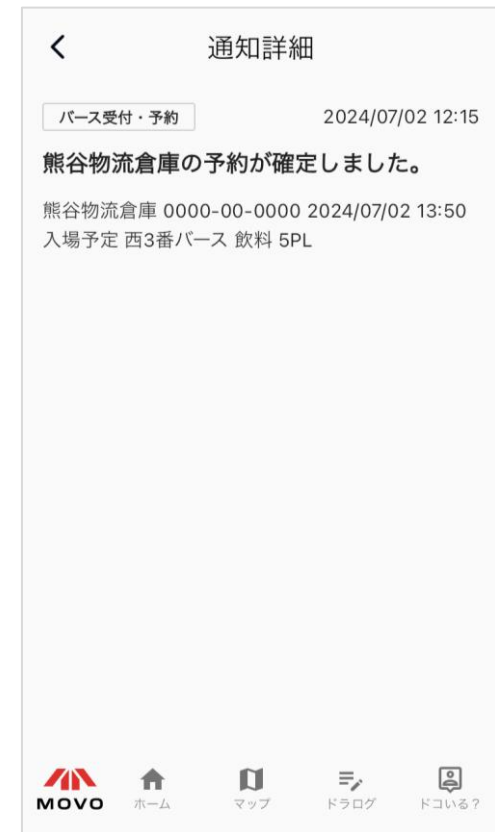 通知詳細
バース受付・予約
2024/07/02 12:15
熊谷物流倉庫の予約が確定しました。
熊谷物流倉庫 0000-00-0000 2024/07/02 13:50
入場予定 西3番バース 飲料 5PL
MOVO
ホーム
マップ
ドラログ
ドコいる?